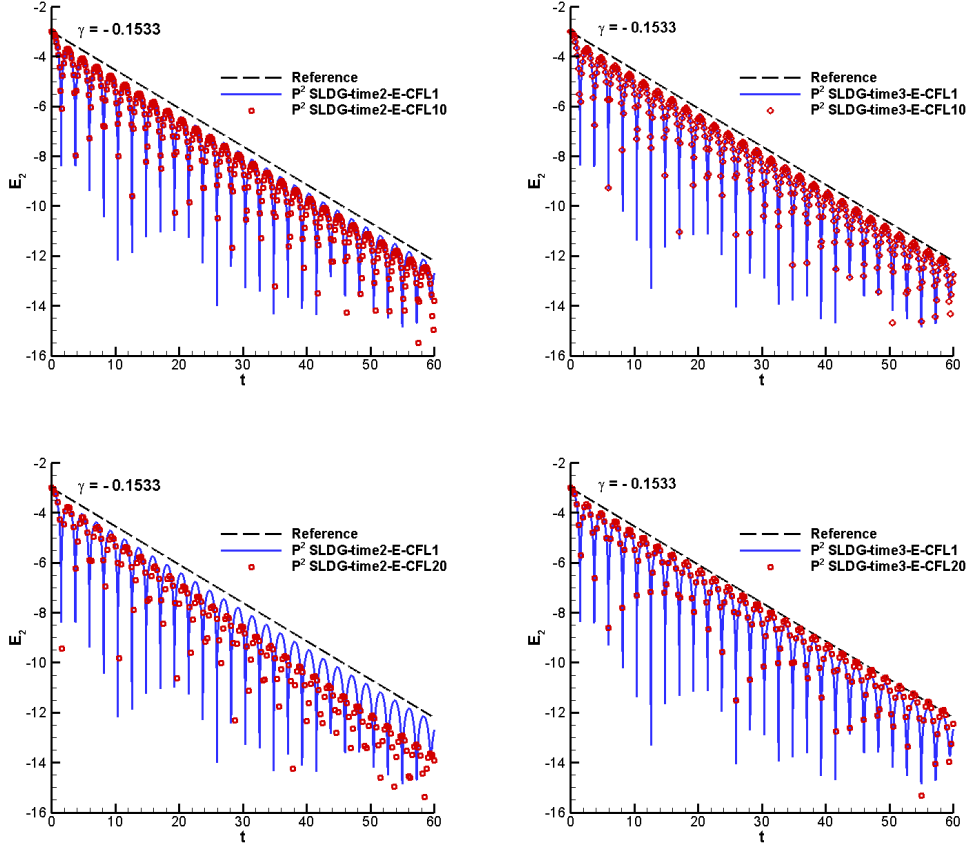 γ = - 0.1533
Reference
P² SLDG-time2-E-CFL1
P² SLDG-time2-E-CFL10
E₂
-2
-4
-6
-8
-10
-12
-14
-16
0 10 20 30 40 50 60
t
γ = - 0.1533
Reference
P² SLDG-time3-E-CFL1
P² SLDG-time3-E-CFL10
E₂
-2
-4
-6
-8
-10
-12
-14
-16
0 10 20 30 40 50 60
t
γ = - 0.1533
Reference
P² SLDG-time2-E-CFL1
P² SLDG-time2-E-CFL20
E₂
-2
-4
-6
-8
-10
-12
-14
-16
0 10 20 30 40 50 60
t
γ = - 0.1533
Reference
P² SLDG-time3-E-CFL1
P² SLDG-time3-E-CFL20
E₂
-2
-4
-6
-8
-10
-12
-14
-16
0 10 20 30 40 50 60
t